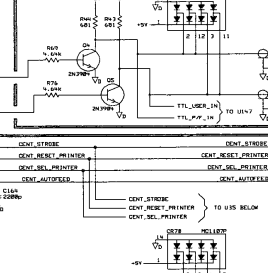 R44 R43
681 681
+5V 1
2 12 3 11
R69
4.64K
Q4
2N3904
R76
4.64K
Q5
2N3904
TTL_USER_IN
TTL_P/F_IN
TO U147
CENT_STROBE CENT_STROBE
CENT_RESET_PRINTER CENT_RESET_PRINTER
CENT_SEL_PRINTER CENT_SEL_PRINTER
CENT_AUTOFEED CENT_AUTOFEED
C164
2200p
CENT_STROBE
CENT_RESET_PRINTER
CENT_SEL_PRINTER
TO U35 BELOW
CR78 MC1107P
14
+5V 1